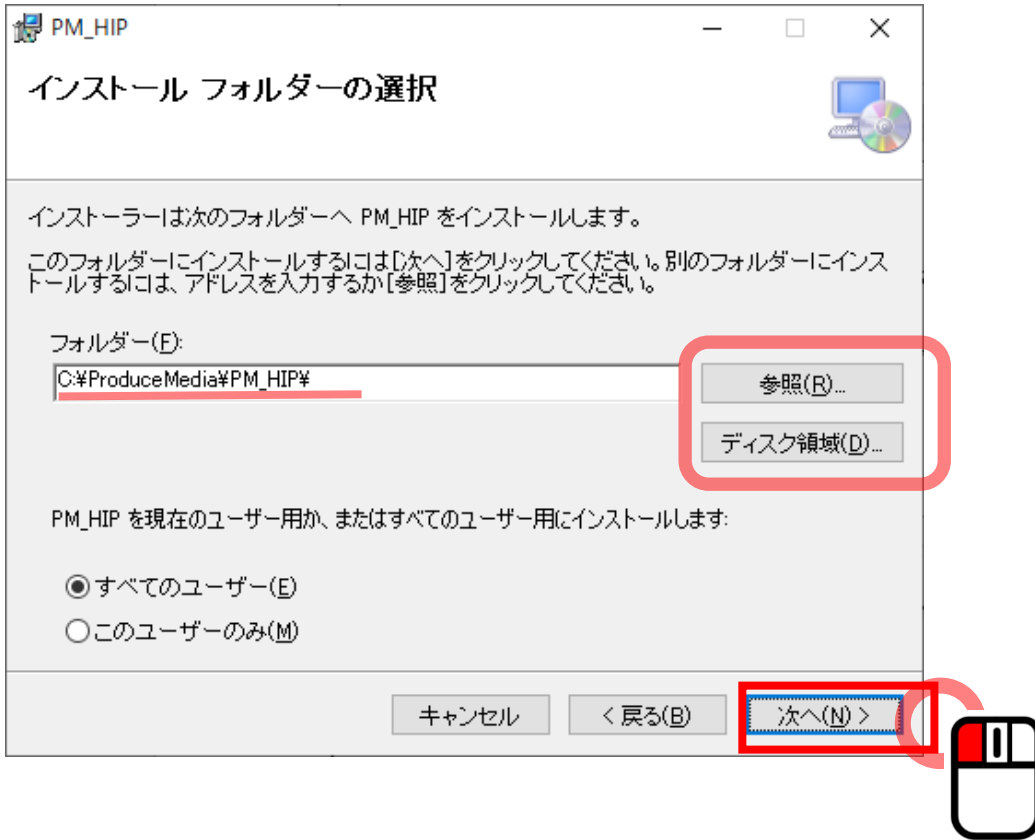 PM_HIP
インストール フォルダーの選択
インストーラーは次のフォルダーへ PM_HIP をインストールします。
このフォルダーにインストールするには[次へ]をクリックしてください。別のフォルダーにインス
トールするには、アドレスを入力するか[参照]をクリックしてください。
フォルダー(F):
C:¥ProduceMedia¥PM_HIP¥
参照(R)...
ディスク領域(D)...
PM_HIP を現在のユーザー用か、またはすべてのユーザー用にインストールします:
すべてのユーザー(E)
このユーザーのみ(M)
キャンセル
< 戻る(B)
次へ(N) >